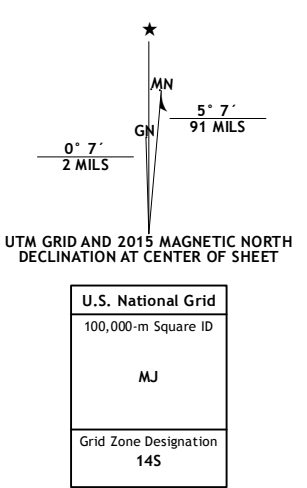 MN
5° 7´
91 MILS
GN
0° 7´
2 MILS
UTM GRID AND 2015 MAGNETIC NORTH
DECLINATION AT CENTER OF SHEET
U.S. National Grid
100,000-m Square ID
MJ
Grid Zone Designation
14S